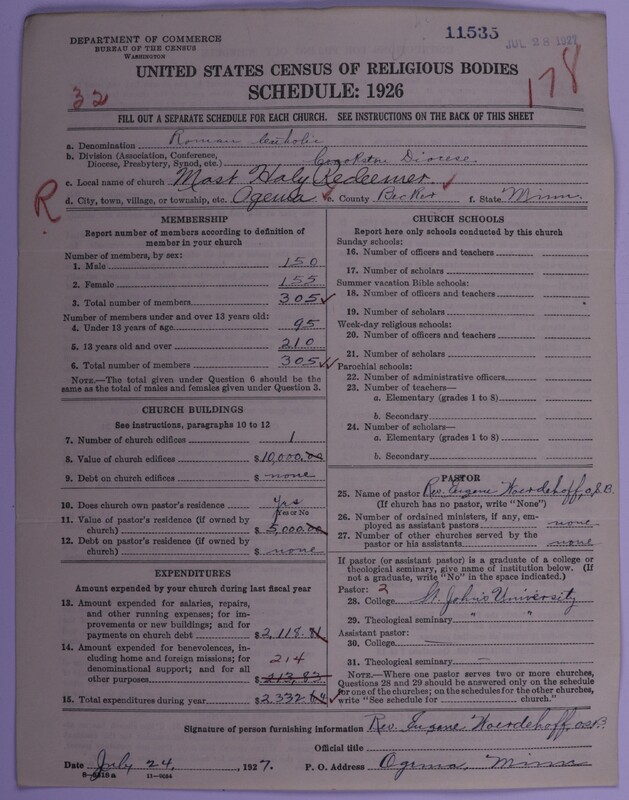 DEPARTMENT OF COMMERCE
BUREAU OF THE CENSUS
WASHINGTON
11535
JUL 28 1927
UNITED STATES CENSUS OF RELIGIOUS BODIES
SCHEDULE: 1926
32
178
FILL OUT A SEPARATE SCHEDULE FOR EACH CHURCH. SEE INSTRUCTIONS ON THE BACK OF THIS SHEET
a. Denomination Roman Catholic
b. Division (Association, Conference, Diocese, Presbytery, Synod, etc.) Crookston Diocese.
c. Local name of church Most Holy Redeemer
R
d. City, town, village, or township, etc. Ogema e. County Becker f. State Minn.
MEMBERSHIP
Report number of members according to definition of
member in your church
Number of members, by sex:
1. Male 150
2. Female 155
3. Total number of members 305
Number of members under and over 13 years old:
4. Under 13 years of age 95
5. 13 years old and over 210
6. Total number of members 305
NOTE.—The total given under Question 6 should be the
same as the total of males and females given under Question 3.
CHURCH BUILDINGS
See instructions, paragraphs 10 to 12
7. Number of church edifices 1
8. Value of church edifices $10,000.00
9. Debt on church edifices $ none
10. Does church own pastor's residence? Yes
Yes or No
11. Value of pastor's residence (if owned by
church) $ 5,000.00
12. Debt on pastor's residence (if owned by
church) $ none
EXPENDITURES
Amount expended by your church during last fiscal year
13. Amount expended for salaries, repairs,
and other running expenses; for im-
provements or new buildings; and for
payments on church debt $2,118.81
14. Amount expended for benevolences, in-
cluding home and foreign missions; for
denominational support; and for all
other purposes 214
$ 213.83
15. Total expenditures during year $2,332.64
CHURCH SCHOOLS
Report here only schools conducted by this church
Sunday schools:
16. Number of officers and teachers
17. Number of scholars
Summer vacation Bible schools:
18. Number of officers and teachers
19. Number of scholars
Week-day religious schools:
20. Number of officers and teachers
21. Number of scholars
Parochial schools:
22. Number of administrative officers
23. Number of teachers—
a. Elementary (grades 1 to 8)
b. Secondary
24. Number of scholars—
a. Elementary (grades 1 to 8)
b. Secondary
PASTOR
25. Name of pastor Rev. Eugene Woerdehoff, O.S.B.
(If church has no pastor, write "None")
26. Number of ordained ministers, if any, em-
ployed as assistant pastors none
27. Number of other churches served by the
pastor or his assistants none
If pastor (or assistant pastor) is a graduate of a college or
theological seminary, give name of institution below. (If
not a graduate, write "No" in the space indicated.)
Pastor: 2
28. College St. John's University
29. Theological seminary " "
Assistant pastor:
30. College
31. Theological seminary
NOTE.—Where one pastor serves two or more churches,
Questions 28 and 29 should be answered only on the schedule
for one of the churches; on the schedules for the other churches,
write "See schedule for church."
Signature of person furnishing information Rev. Eugene Woerdehoff, O.S.B.
Official title
Date July 24, 1927. P. O. Address Ogema, Minn
8-5318a 11-9084